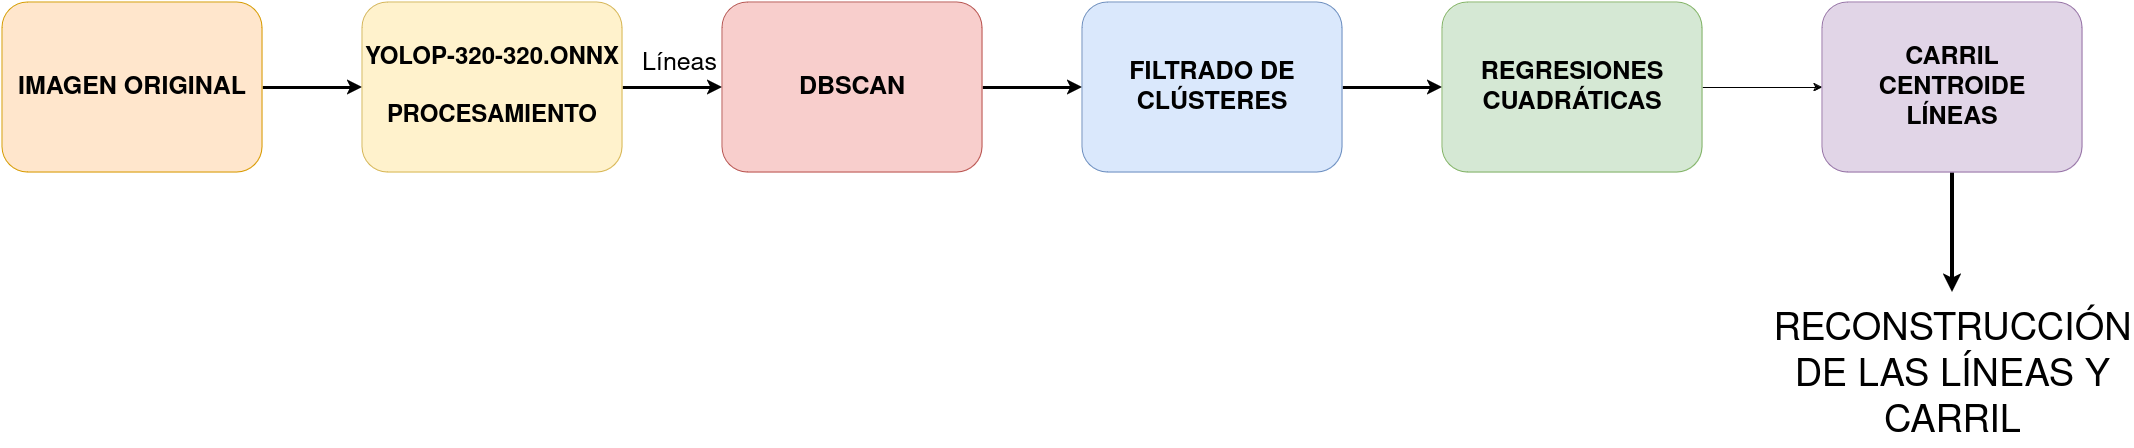 IMAGEN ORIGINAL
YOLOP-320-320.ONNX
PROCESAMIENTO
Líneas
DBSCAN
FILTRADO DE
CLÚSTERES
REGRESIONES
CUADRÁTICAS
CARRIL
CENTROIDE
LÍNEAS
RECONSTRUCCIÓN
DE LAS LÍNEAS Y
CARRIL